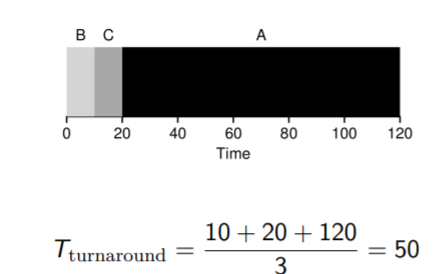 B C A
0 20 40 60 80 100 120
Time
T_turnaround = (10 + 20 + 120) / 3 = 50